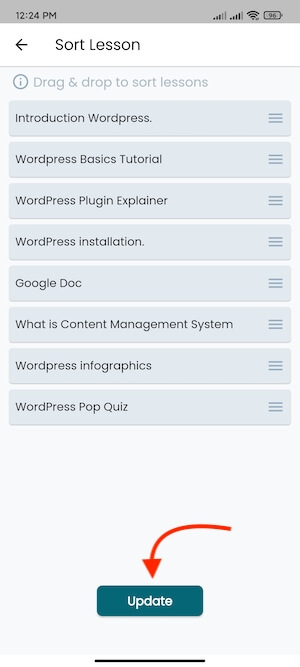 12:24 PM
96
Sort Lesson
Drag & drop to sort lessons
Introduction Wordpress.
Wordpress Basics Tutorial
WordPress Plugin Explainer
WordPress installation.
Google Doc
What is Content Management System
Wordpress infographics
WordPress Pop Quiz
Update